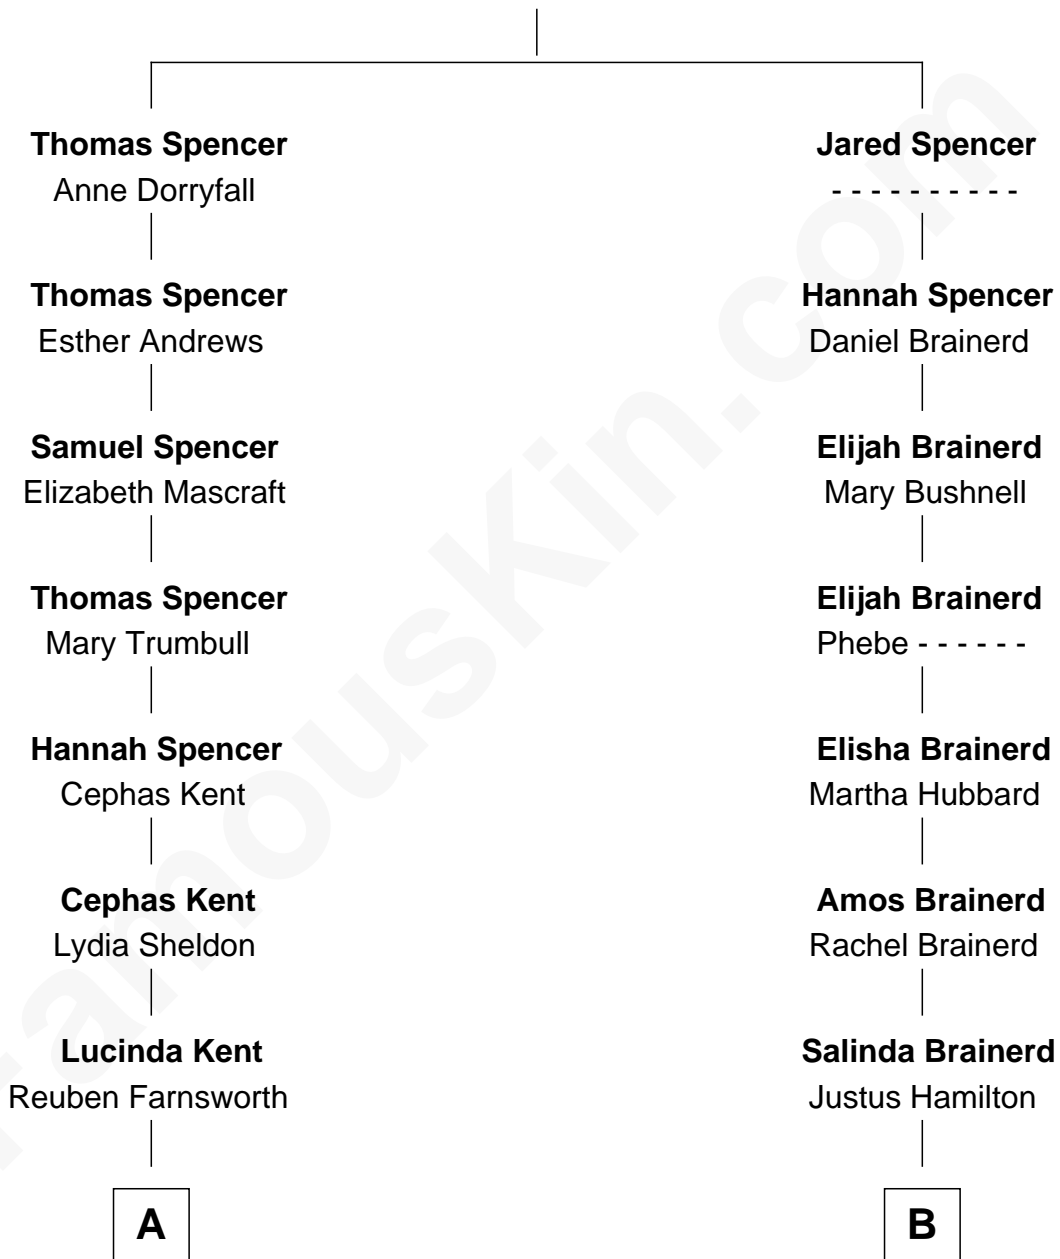 Thomas Spencer
Anne Dorryfall
Thomas Spencer
Esther Andrews
Samuel Spencer
Elizabeth Mascraft
Thomas Spencer
Mary Trumbull
Hannah Spencer
Cephas Kent
Cephas Kent
Lydia Sheldon
Lucinda Kent
Reuben Farnsworth
A
Jared Spencer
- - - - - - - - - -
Hannah Spencer
Daniel Brainerd
Elijah Brainerd
Mary Bushnell
Elijah Brainerd
Phebe - - - - - -
Elisha Brainerd
Martha Hubbard
Amos Brainerd
Rachel Brainerd
Salinda Brainerd
Justus Hamilton
B
FamousKin.com